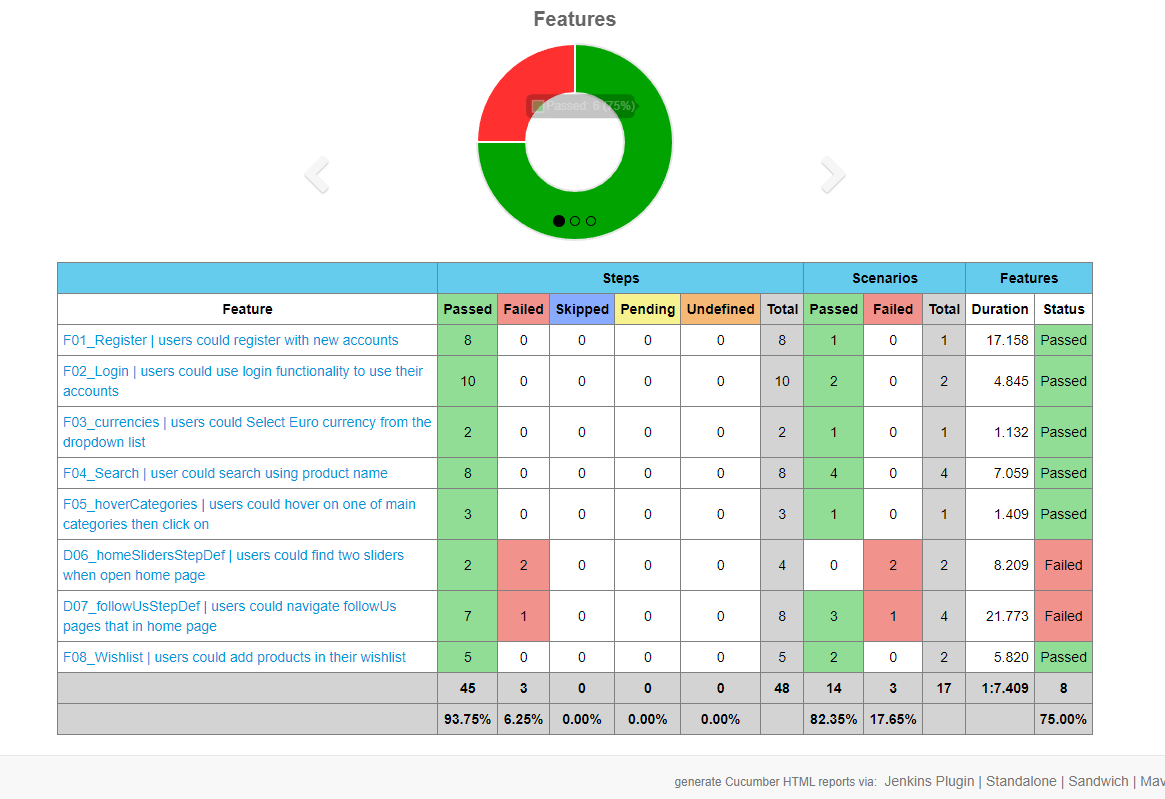 Features
Passed: 6 (75%)
Steps Scenarios Features
Feature Passed Failed Skipped Pending Undefined Total Passed Failed Total Duration Status
F01_Register | users could register with new accounts 8 0 0 0 0 8 1 0 1 17.158 Passed
F02_Login | users could use login functionality to use their
accounts 10 0 0 0 0 10 2 0 2 4.845 Passed
F03_currencies | users could Select Euro currency from the
dropdown list 2 0 0 0 0 2 1 0 1 1.132 Passed
F04_Search | user could search using product name 8 0 0 0 0 8 4 0 4 7.059 Passed
F05_hoverCategories | users could hover on one of main
categories then click on 3 0 0 0 0 3 1 0 1 1.409 Passed
D06_homeSlidersStepDef | users could find two sliders
when open home page 2 2 0 0 0 4 0 2 2 8.209 Failed
D07_followUsStepDef | users could navigate followUs
pages that in home page 7 1 0 0 0 8 3 1 4 21.773 Failed
F08_Wishlist | users could add products in their wishlist 5 0 0 0 0 5 2 0 2 5.820 Passed
45 3 0 0 0 48 14 3 17 1:7.409 8
93.75% 6.25% 0.00% 0.00% 0.00% 82.35% 17.65% 75.00%
generate Cucumber HTML reports via: Jenkins Plugin | Standalone | Sandwich | Mav